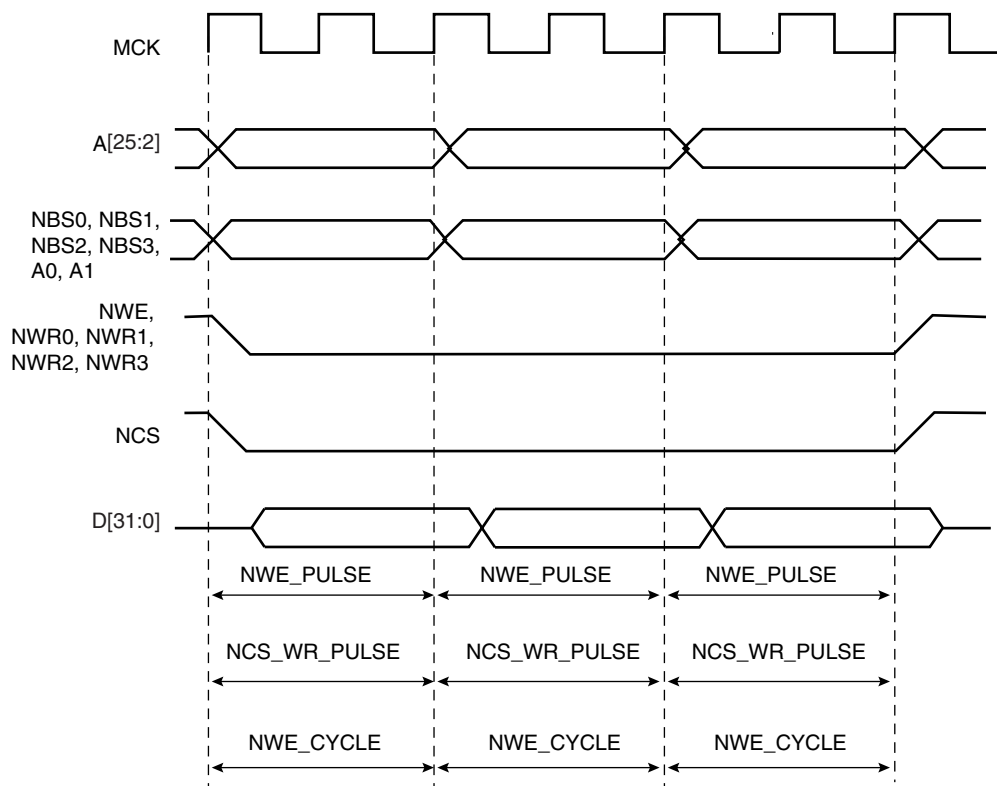 MCK
A[25:2]
NBS0, NBS1,
NBS2, NBS3,
A0, A1
NWE,
NWR0, NWR1,
NWR2, NWR3
NCS
D[31:0]
NWE_PULSE NWE_PULSE NWE_PULSE
NCS_WR_PULSE NCS_WR_PULSE NCS_WR_PULSE
NWE_CYCLE NWE_CYCLE NWE_CYCLE